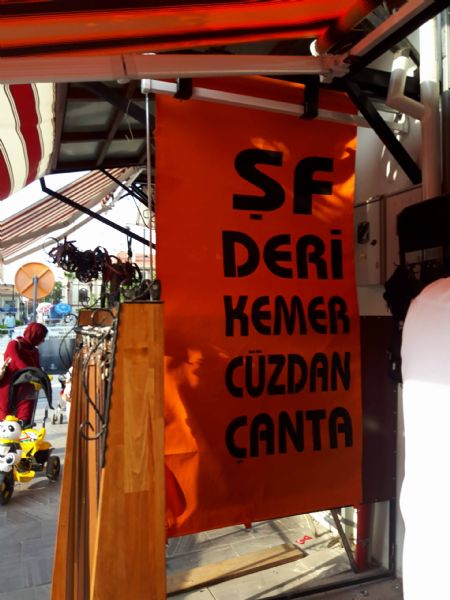 ŞF
DERİ
KEMER
CÜZDAN
ÇANTA